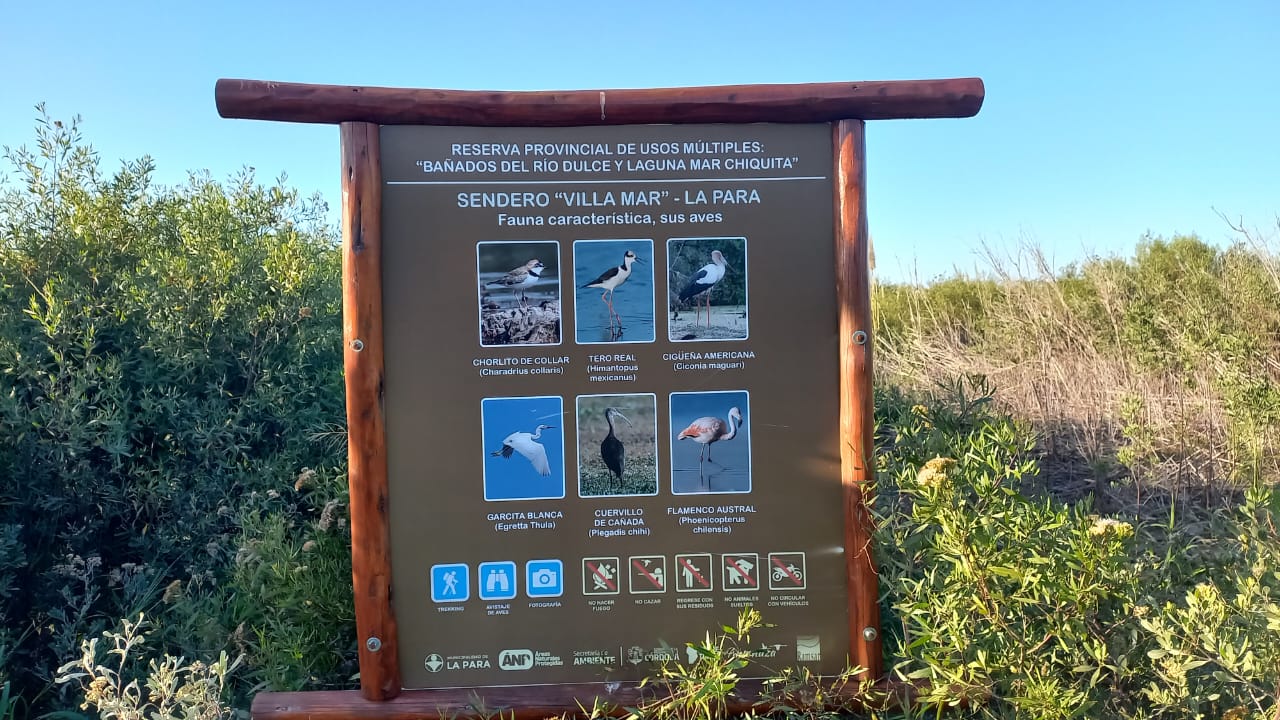 RESERVA PROVINCIAL DE USOS MÚLTIPLES:
“BAÑADOS DEL RÍO DULCE Y LAGUNA MAR CHIQUITA”
SENDERO “VILLA MAR” - LA PARA
Fauna característica, sus aves
CHORLITO DE COLLAR
(Charadrius collaris)
TERO REAL
(Himantopus
mexicanus)
CIGÜEÑA AMERICANA
(Ciconia maguari)
GARCITA BLANCA
(Egretta Thula)
CUERVILLO
DE CAÑADA
(Plegadis chihi)
FLAMENCO AUSTRAL
(Phoenicopterus
chilensis)
TREKKING
AVISTAJE
DE AVES
FOTOGRAFÍA
NO HACER
FUEGO
NO CAZAR
REGRESE CON
SUS RESIDUOS
NO ANIMALES
SUELTOS
NO CIRCULAR
CON VEHÍCULOS
MUNICIPALIDAD DE
LA PARA
ANP
Áreas
Naturales
Protegidas
Secretaría de
AMBIENTE
CÓRDOBA